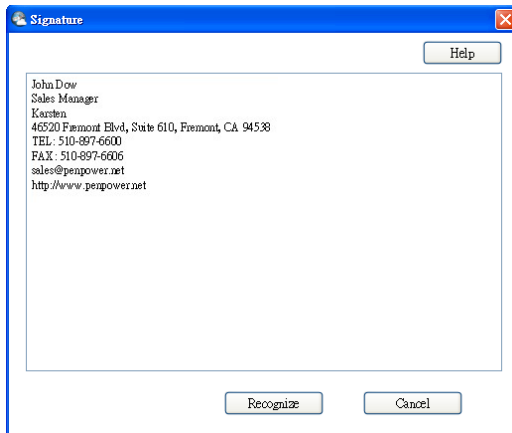 Signature
Help
John Dow
Sales Manager
Karsten
46520 Fremont Blvd, Suite 610, Fremont, CA 94538
TEL: 510-897-6600
FAX: 510-897-6606
sales@penpower.net
http://www.penpower.net
Recognize
Cancel